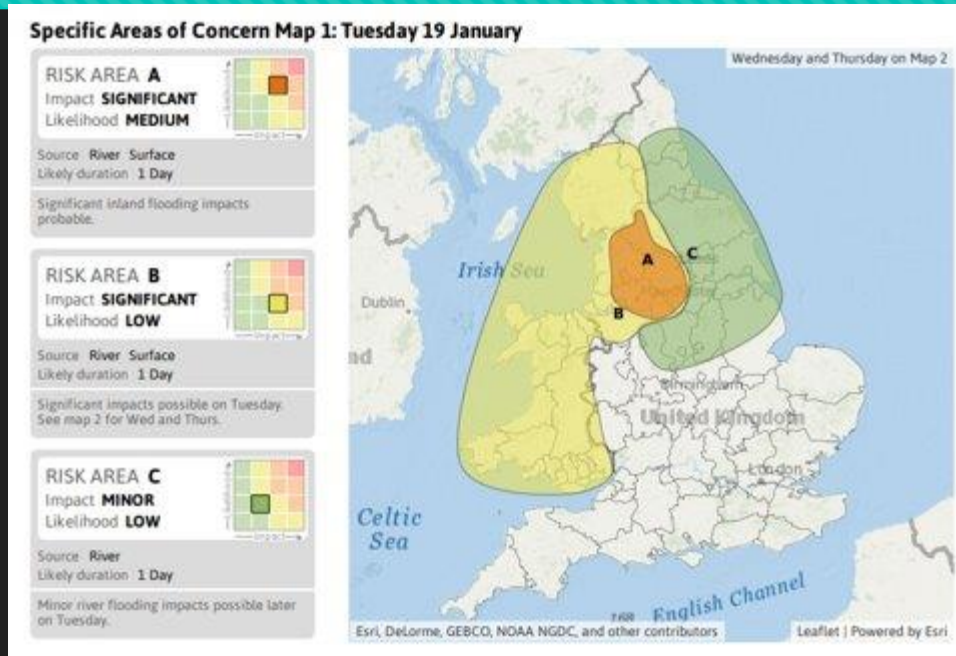 Specific Areas of Concern Map 1: Tuesday 19 January
RISK AREA A
Impact SIGNIFICANT
Likelihood MEDIUM
Source River Surface
Likely duration 1 Day
Significant inland flooding impacts
probable.
RISK AREA B
Impact SIGNIFICANT
Likelihood LOW
Source River Surface
Likely duration 1 Day
Significant impacts possible on Tuesday.
See map 2 for Wed and Thurs.
RISK AREA C
Impact MINOR
Likelihood LOW
Source River
Likely duration 1 Day
Minor river flooding impacts possible later
on Tuesday.
Wednesday and Thursday on Map 2
A
C
Irish Sea
Dublin
B
nd
Birmingham
United Kingdom
London
Celtic
Sea
English Channel
Esri, DeLorme, GEBCO, NOAA NGDC, and other contributors
Leaflet | Powered by Esri